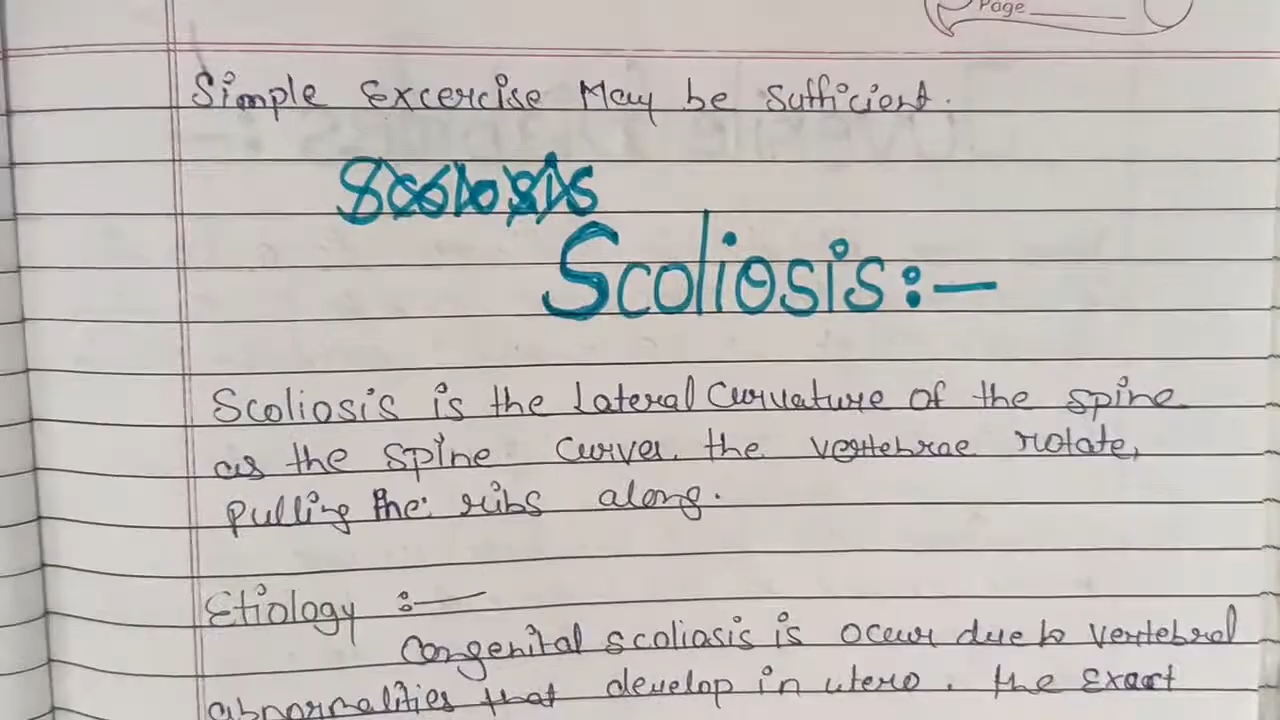 Page
Simple Excercise May be Sufficient.
Scolosis
Scoliosis:-
Scoliosis is the Lateral Curvature of the spine
as the spine curves. the vertebrae rotate,
pulling the ribs along.
Etiology :-
Congenital scoliasis is occur due to vertebral
abnormalities that develop in utero. the Exact